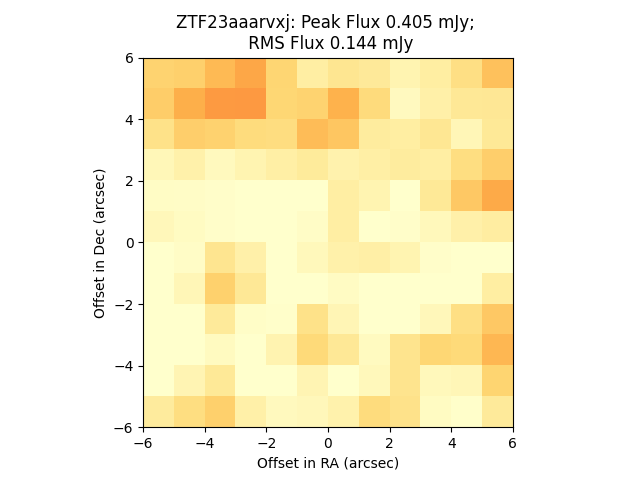 ZTF23aaarvxj: Peak Flux 0.405 mJy;
RMS Flux 0.144 mJy
6
4
2
0
−2
−4
−6
Offset in Dec (arcsec)
−6 −4 −2 0 2 4 6
Offset in RA (arcsec)